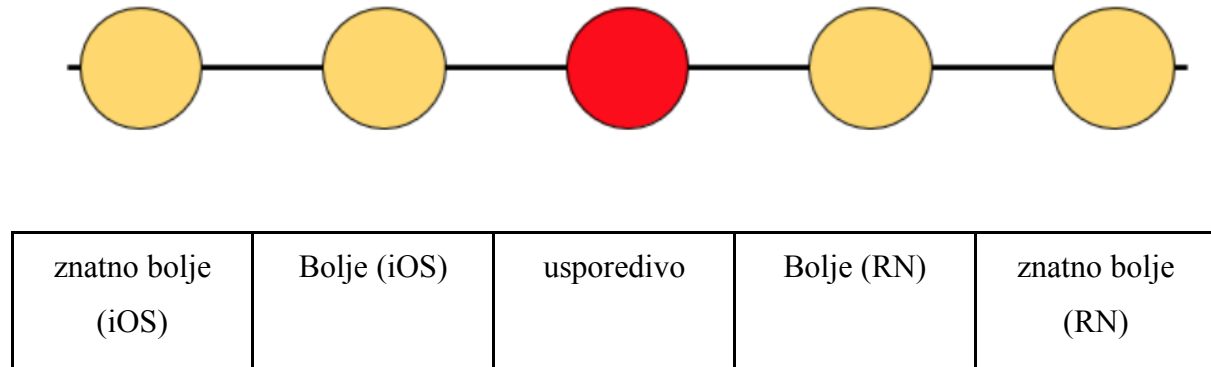 znatno bolje
(iOS)
Bolje (iOS)
usporedivo
Bolje (RN)
znatno bolje
(RN)